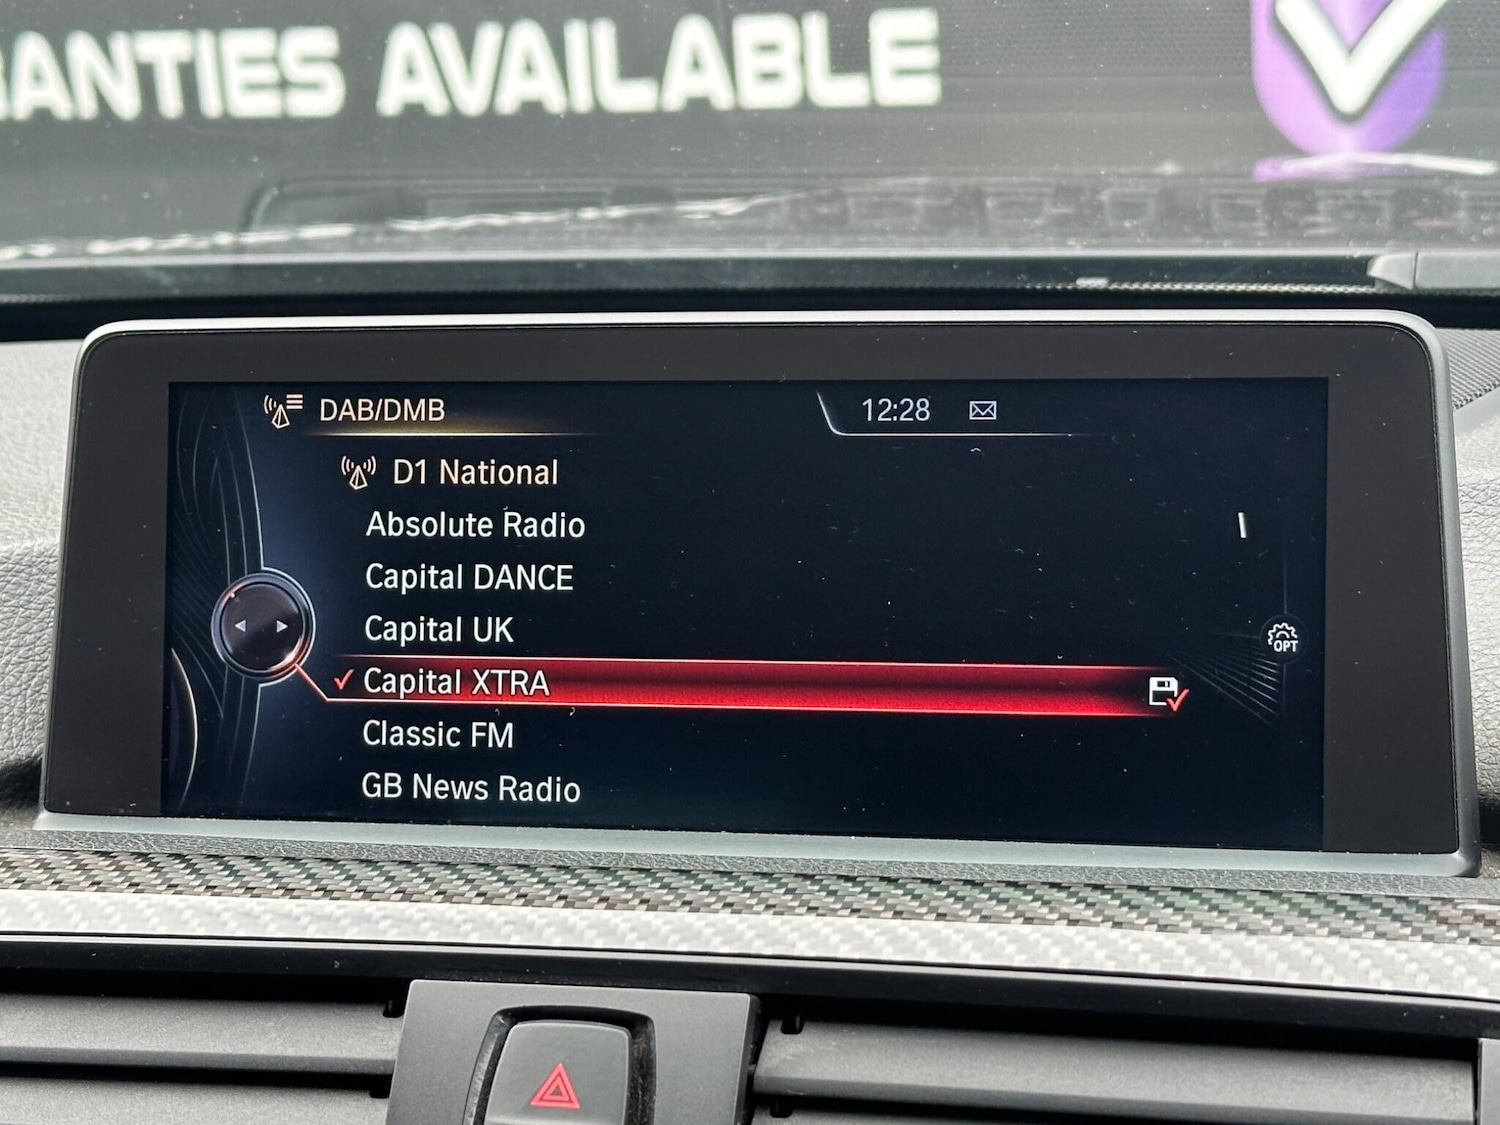 AVAILABLE
DAB/DMB
12:28
D1 National
Absolute Radio
Capital DANCE
Capital UK
Capital XTRA
Classic FM
GB News Radio
OPT